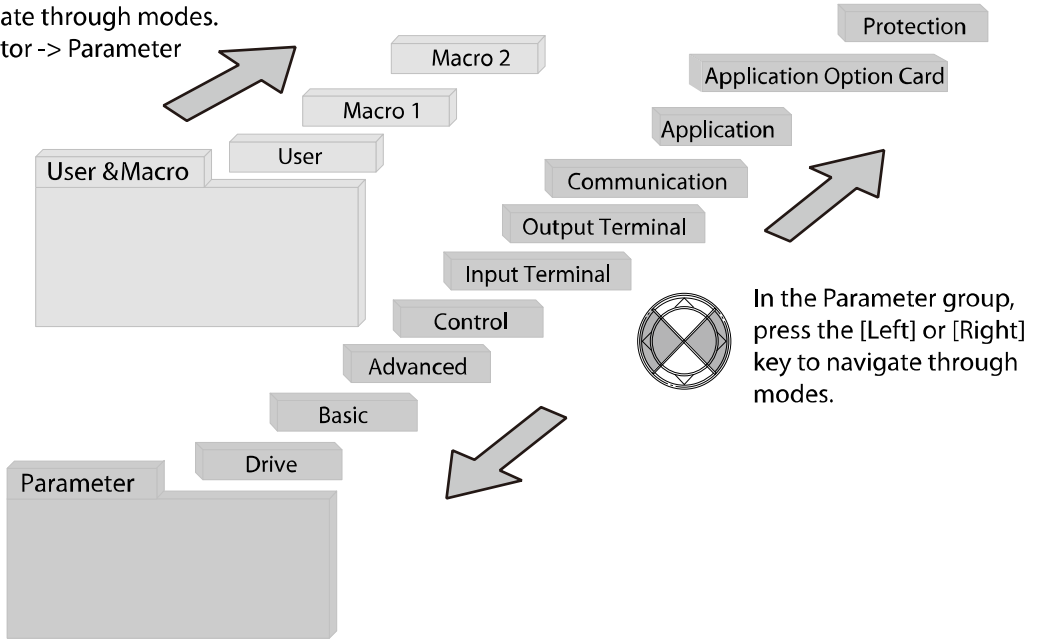 ate through modes.
tor -> Parameter
Macro 2
Macro 1
User
User &Macro
Protection
Application Option Card
Application
Communication
Output Terminal
Input Terminal
Control
Advanced
Basic
Drive
Parameter
In the Parameter group,
press the [Left] or [Right]
key to navigate through
modes.